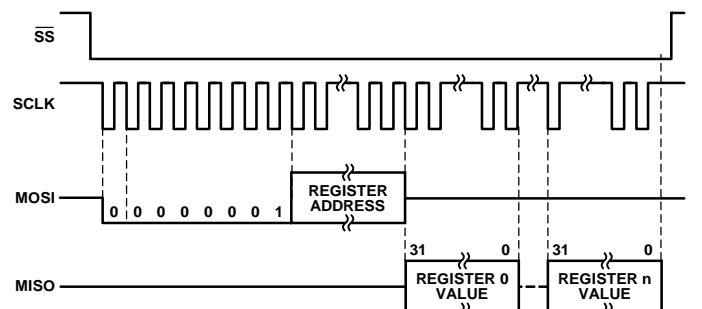 SS
SCLK
MOSI
0 0 0 0 0 0 0 1
REGISTER
ADDRESS
31 0 31 0
MISO
REGISTER 0
VALUE
REGISTER n
VALUE